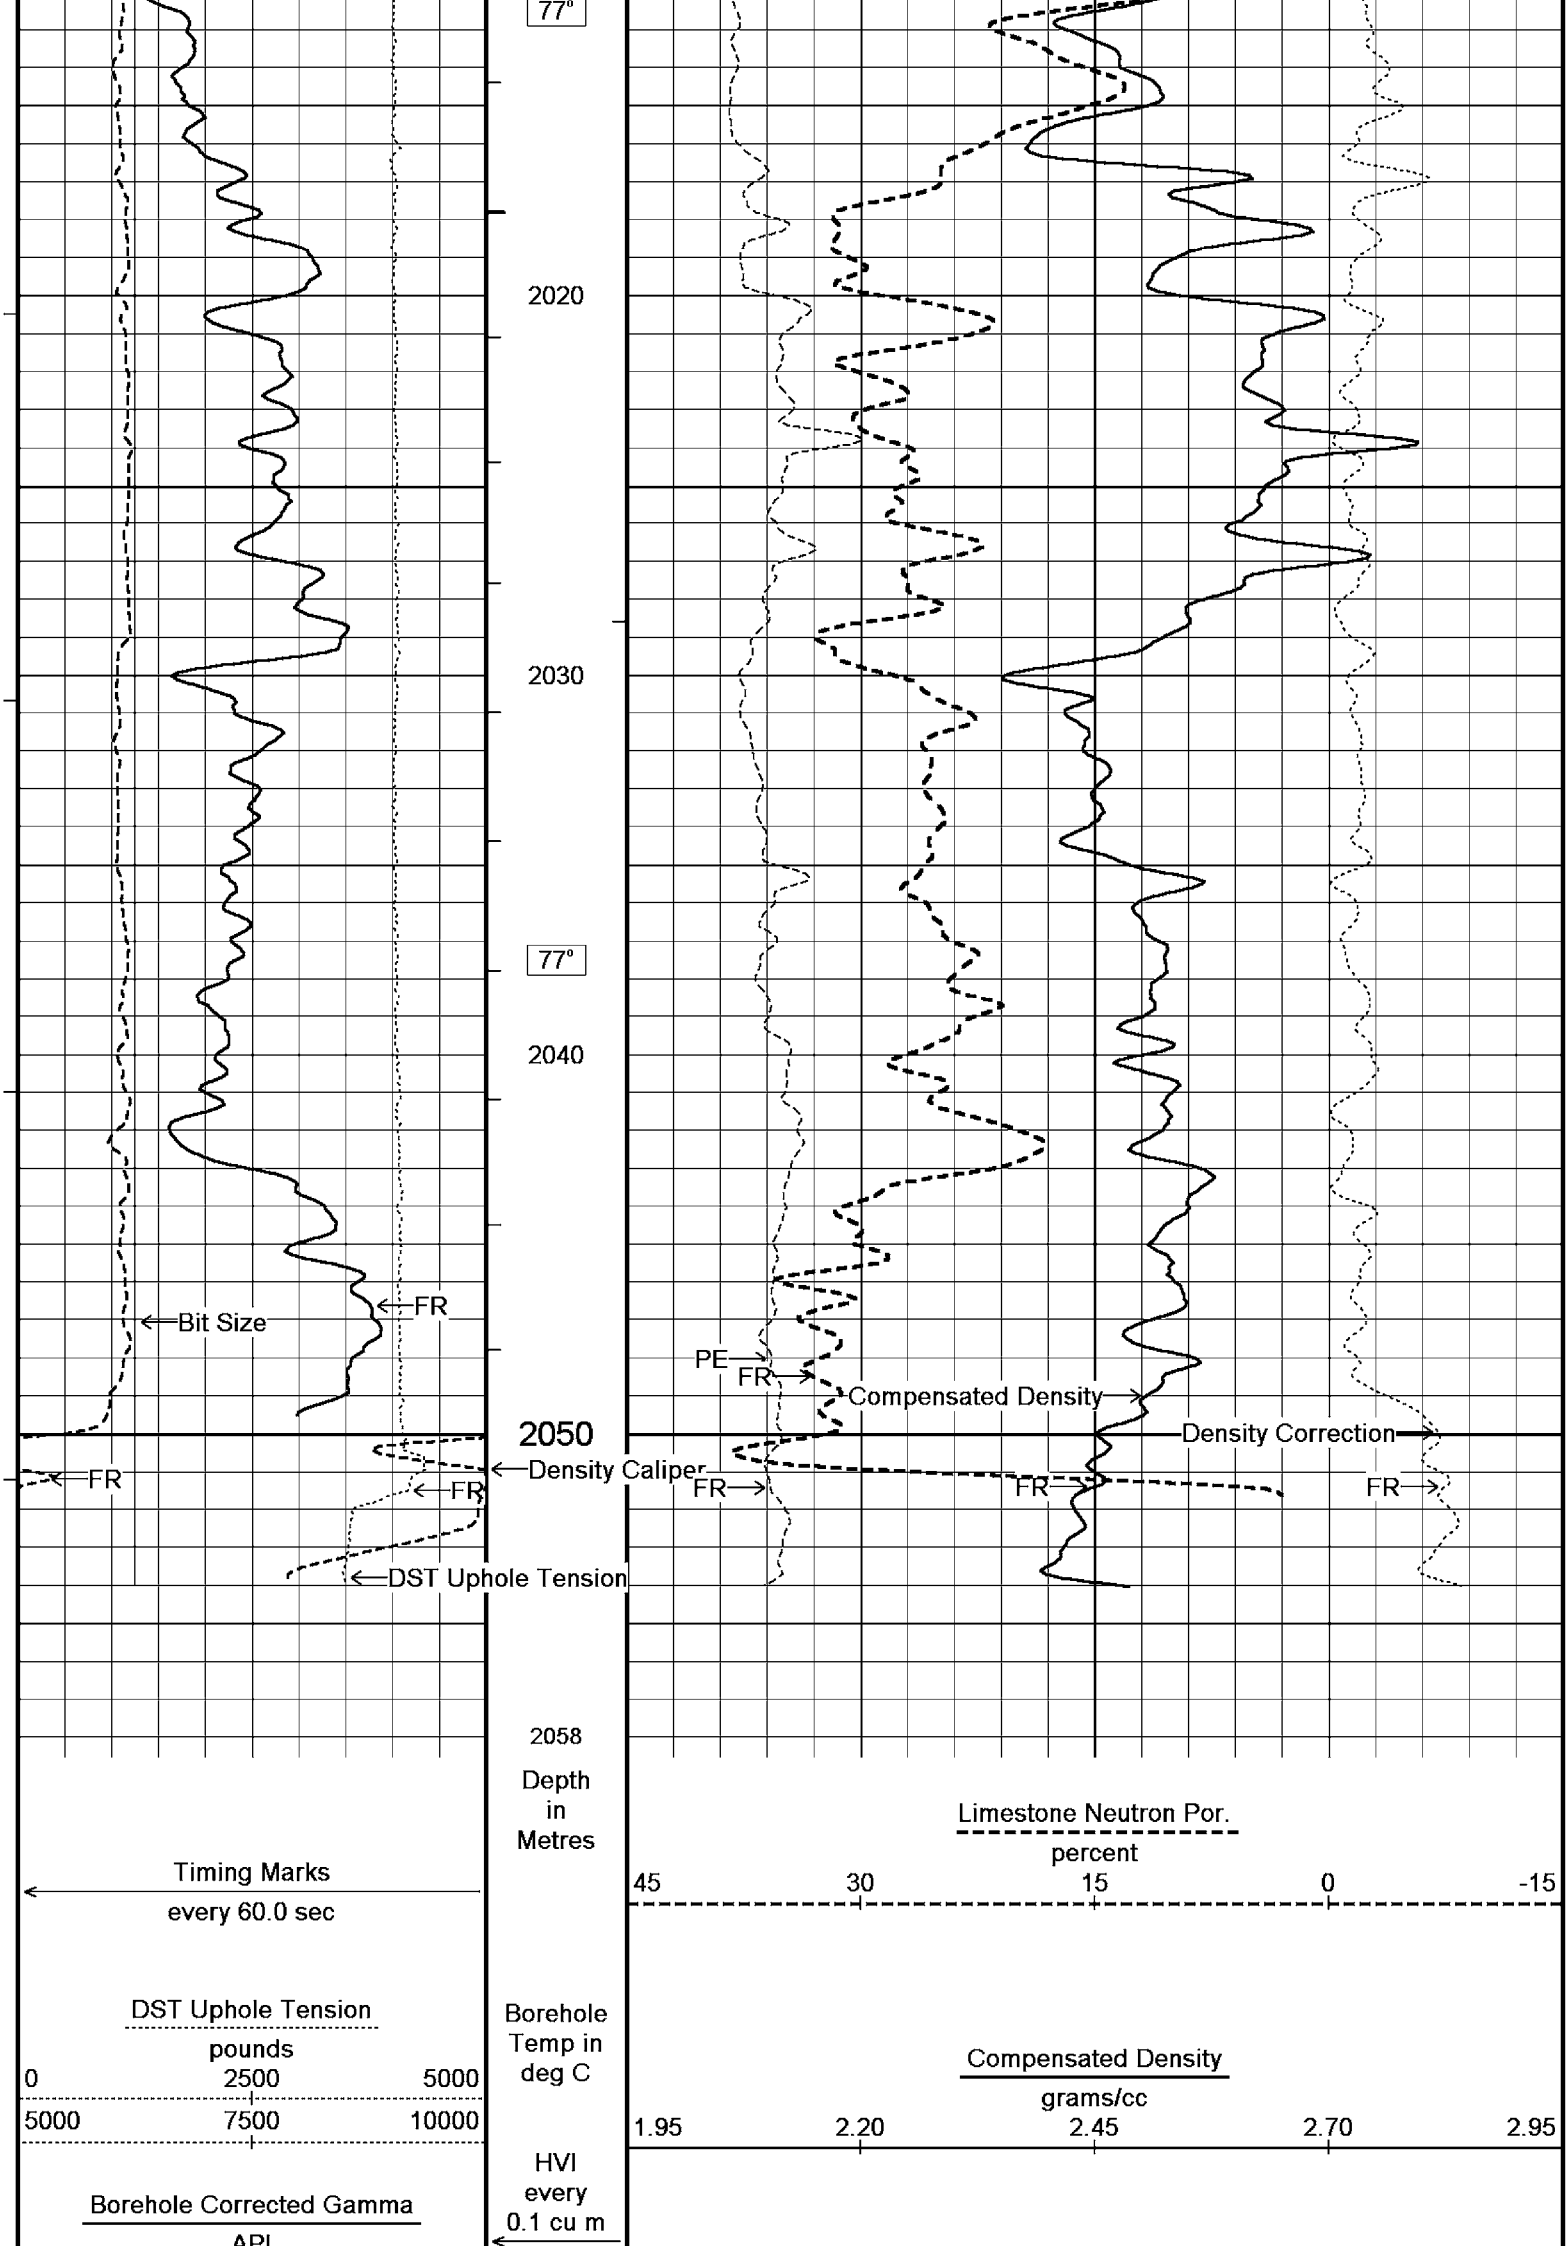 77°
2020
2030
77°
2040
FR
Bit Size
PE
FR
Compensated Density
2050
Density Correction
Density Caliper
FR
FR
FR
FR
FR
DST Uphole Tension
2058
Depth
in
Metres
Limestone Neutron Por.
percent
45 30 15 0 -15
Timing Marks
every 60.0 sec
DST Uphole Tension
pounds
0 2500 5000
5000 7500 10000
Borehole
Temp in
deg C
Compensated Density
grams/cc
1.95 2.20 2.45 2.70 2.95
HVI
every
0.1 cu m
Borehole Corrected Gamma
API